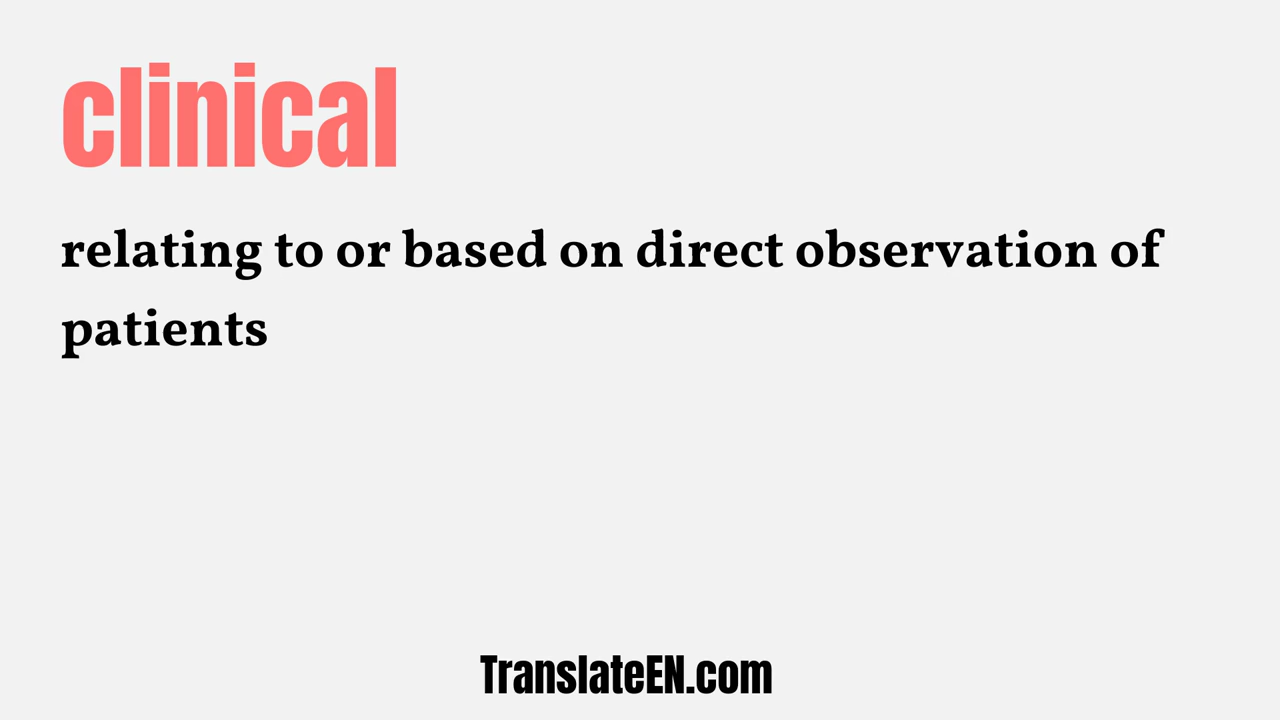 clinical
relating to or based on direct observation of
patients
TranslateEN.com